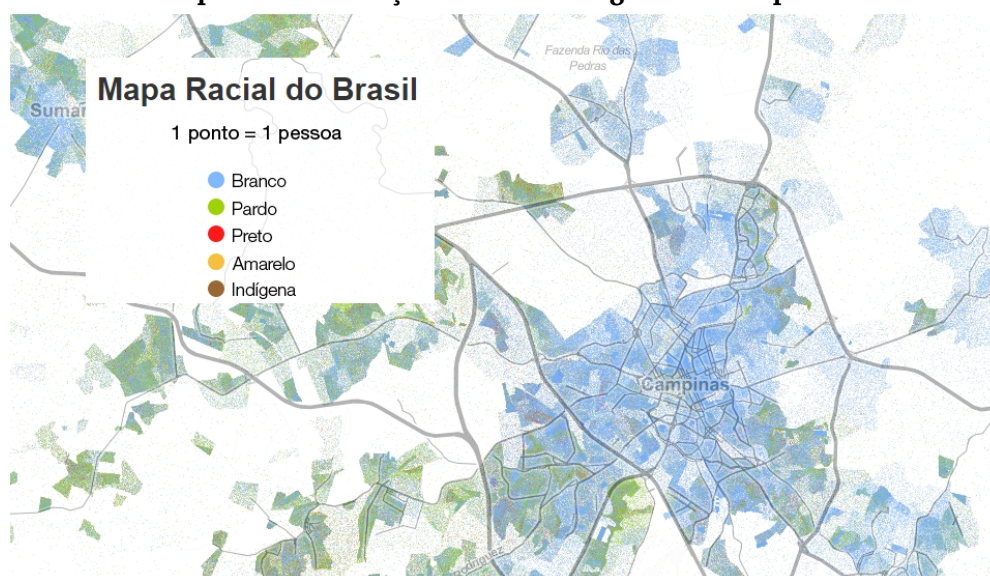 Mapa Racial do Brasil
1 ponto = 1 pessoa
Branco
Pardo
Preto
Amarelo
Indígena
Fazenda Rio das
Pedras
Campinas